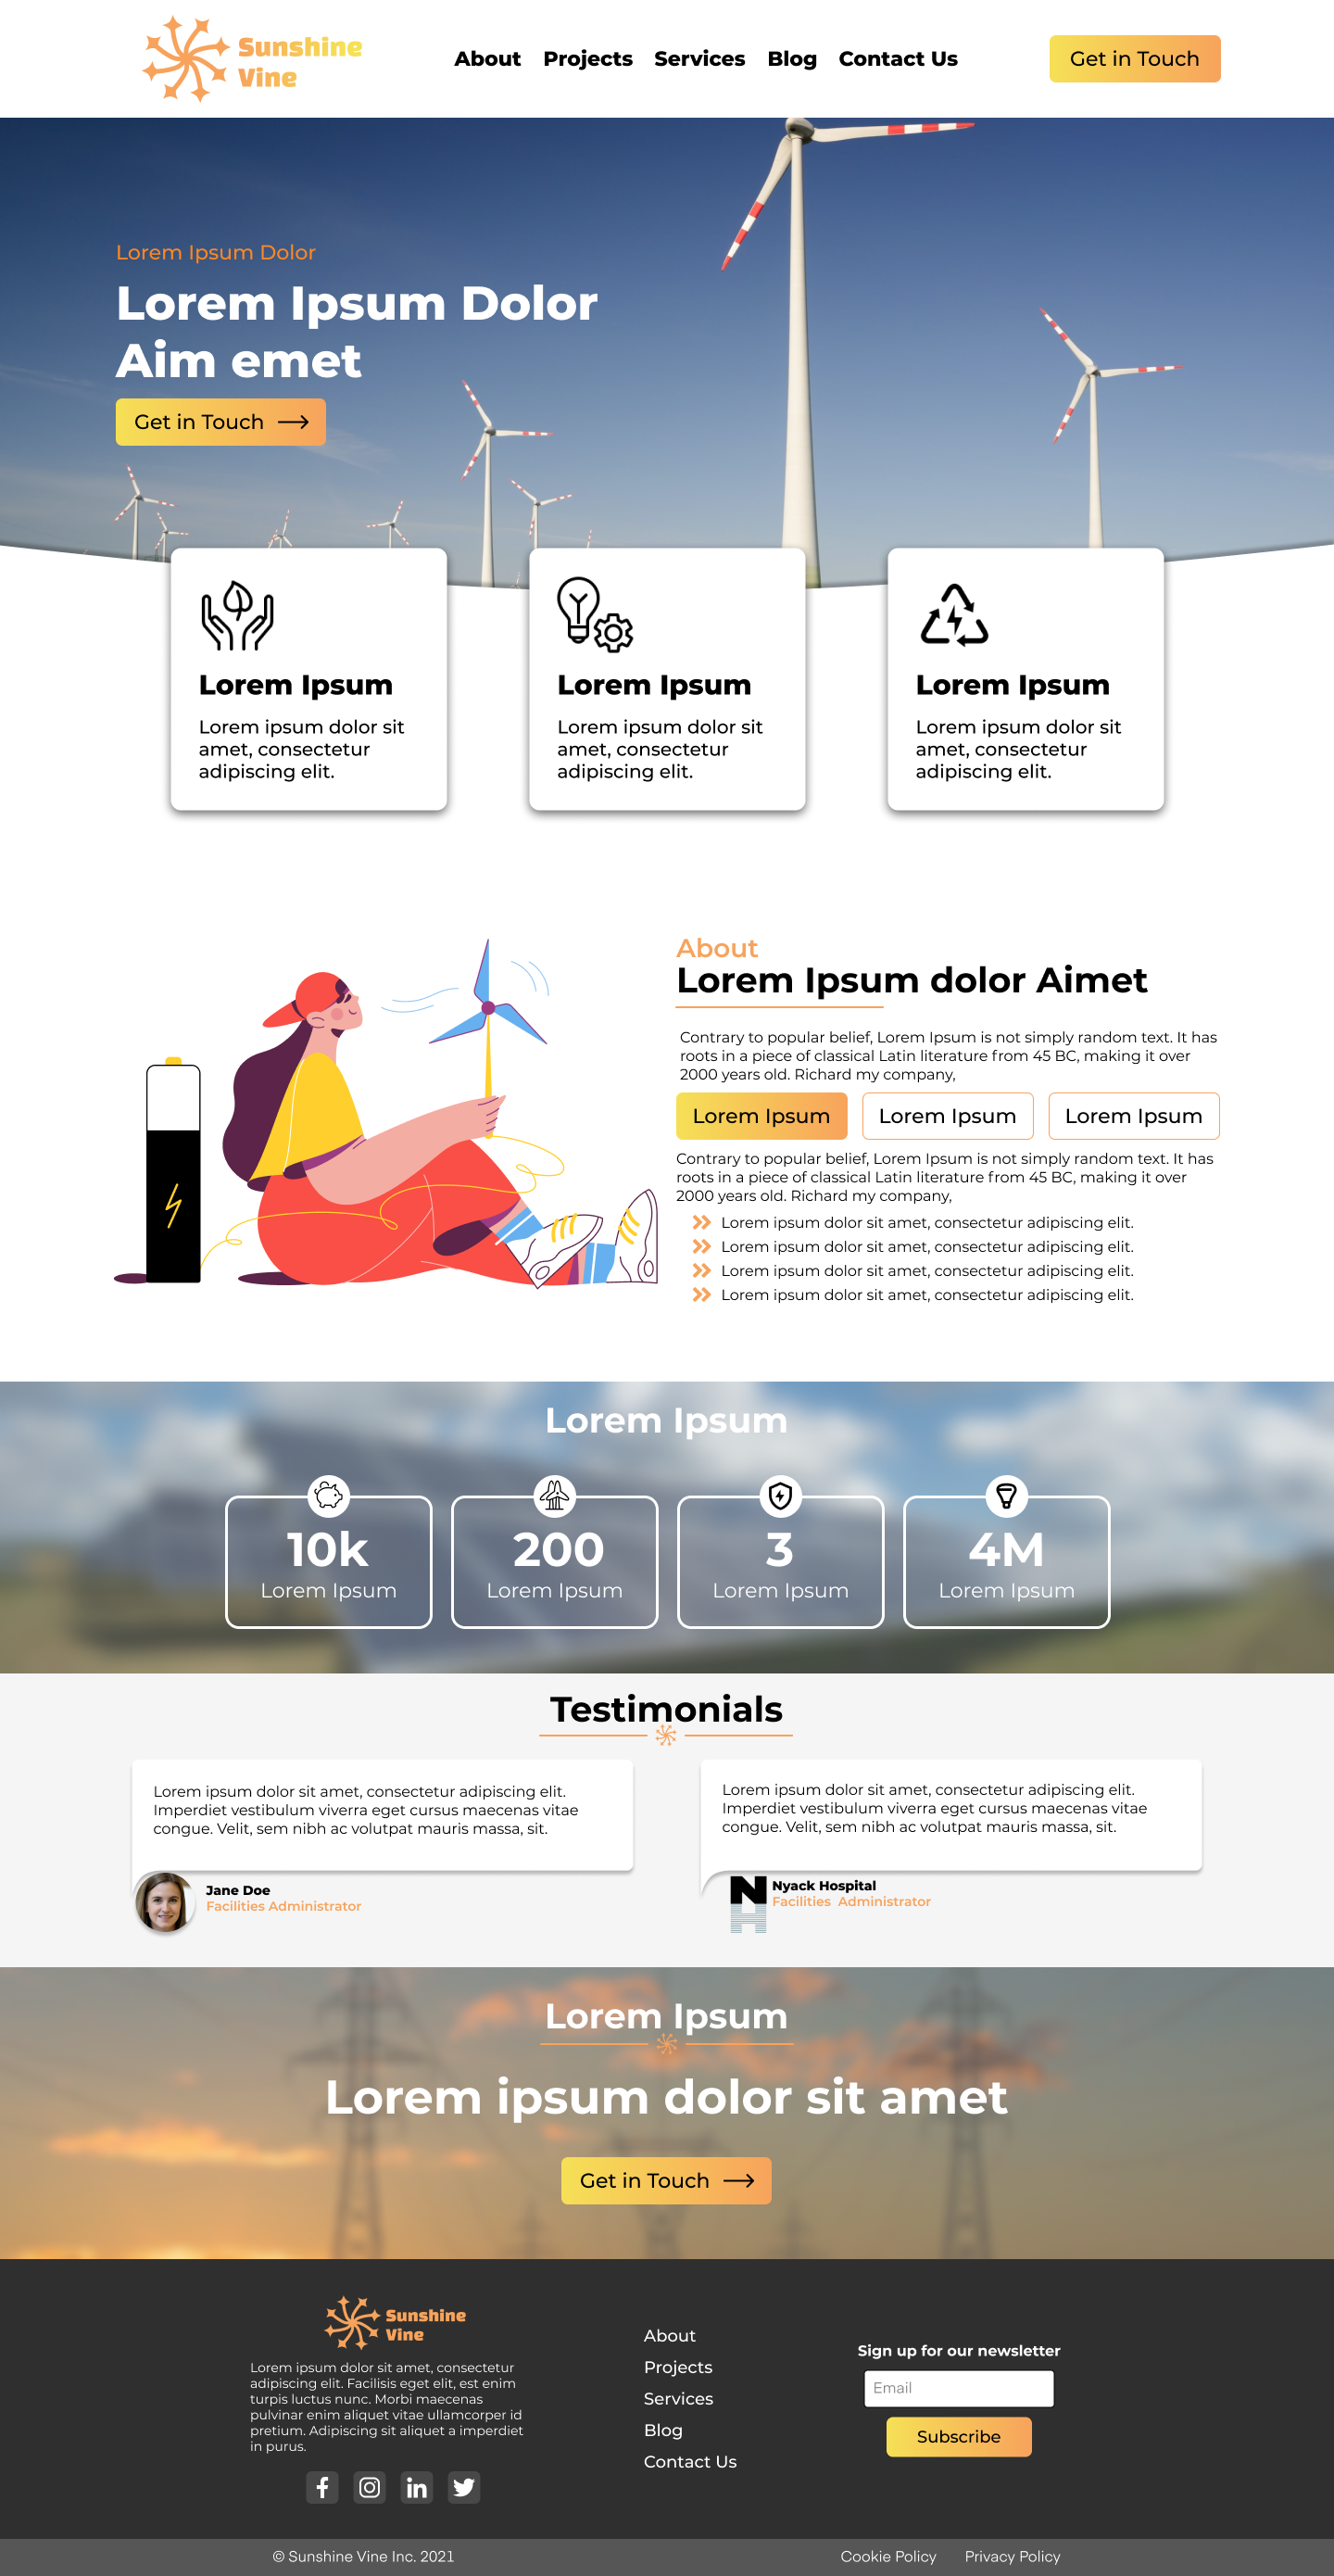 Sunshine
Vine
About Projects Services Blog Contact Us
Get in Touch
Lorem Ipsum Dolor
Lorem Ipsum Dolor
Aim emet
Get in Touch
Lorem Ipsum
Lorem ipsum dolor sit
amet, consectetur
adipiscing elit.
Lorem Ipsum
Lorem ipsum dolor sit
amet, consectetur
adipiscing elit.
Lorem Ipsum
Lorem ipsum dolor sit
amet, consectetur
adipiscing elit.
About
Lorem Ipsum dolor Aimet
Contrary to popular belief, Lorem Ipsum is not simply random text. It has
roots in a piece of classical Latin literature from 45 BC, making it over
2000 years old. Richard my company,
Lorem Ipsum
Lorem Ipsum
Lorem Ipsum
Contrary to popular belief, Lorem Ipsum is not simply random text. It has
roots in a piece of classical Latin literature from 45 BC, making it over
2000 years old. Richard my company,
Lorem ipsum dolor sit amet, consectetur adipiscing elit.
Lorem ipsum dolor sit amet, consectetur adipiscing elit.
Lorem ipsum dolor sit amet, consectetur adipiscing elit.
Lorem ipsum dolor sit amet, consectetur adipiscing elit.
Lorem Ipsum
10k
Lorem Ipsum
200
Lorem Ipsum
3
Lorem Ipsum
4M
Lorem Ipsum
Testimonials
Lorem ipsum dolor sit amet, consectetur adipiscing elit.
Imperdiet vestibulum viverra eget cursus maecenas vitae
congue. Velit, sem nibh ac volutpat mauris massa, sit.
Jane Doe
Facilities Administrator
Lorem ipsum dolor sit amet, consectetur adipiscing elit.
Imperdiet vestibulum viverra eget cursus maecenas vitae
congue. Velit, sem nibh ac volutpat mauris massa, sit.
N
H
Nyack Hospital
Facilities Administrator
Lorem Ipsum
Lorem ipsum dolor sit amet
Get in Touch
Sunshine
Vine
Lorem ipsum dolor sit amet, consectetur
adipiscing elit. Facilisis eget elit, est enim
turpis luctus nunc. Morbi maecenas
pulvinar enim aliquet vitae ullamcorper id
pretium. Adipiscing sit aliquet a imperdiet
in purus.
About
Projects
Services
Blog
Contact Us
Sign up for our newsletter
Email
Subscribe
© Sunshine Vine Inc. 2021
Cookie Policy Privacy Policy